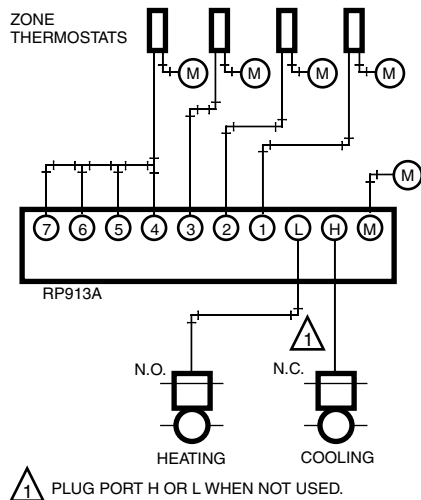 ZONE
THERMOSTATS
M M M M
M
7 6 5 4 3 2 1 L H M
RP913A
1
N.O. N.C.
HEATING COOLING
1 PLUG PORT H OR L WHEN NOT USED.